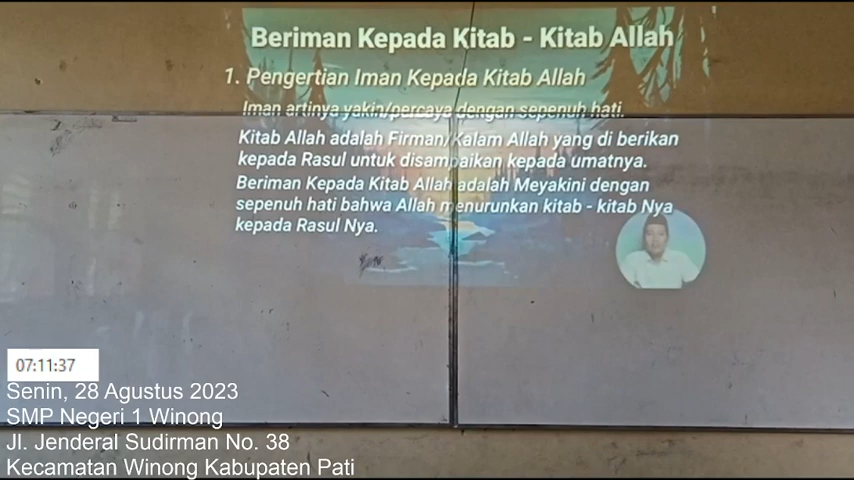 Beriman Kepada Kitab - Kitab Allah
1. Pengertian Iman Kepada Kitab Allah
Iman artinya yakin/percaya dengan sepenuh hati.
Kitab Allah adalah Firman/Kalam Allah yang di berikan
kepada Rasul untuk disampaikan kepada umatnya.
Beriman Kepada Kitab Allah adalah Meyakini dengan
sepenuh hati bahwa Allah menurunkan kitab - kitab Nya
kepada Rasul Nya.
07:11:37
Senin, 28 Agustus 2023
SMP Negeri 1 Winong
Jl. Jenderal Sudirman No. 38
Kecamatan Winong Kabupaten Pati